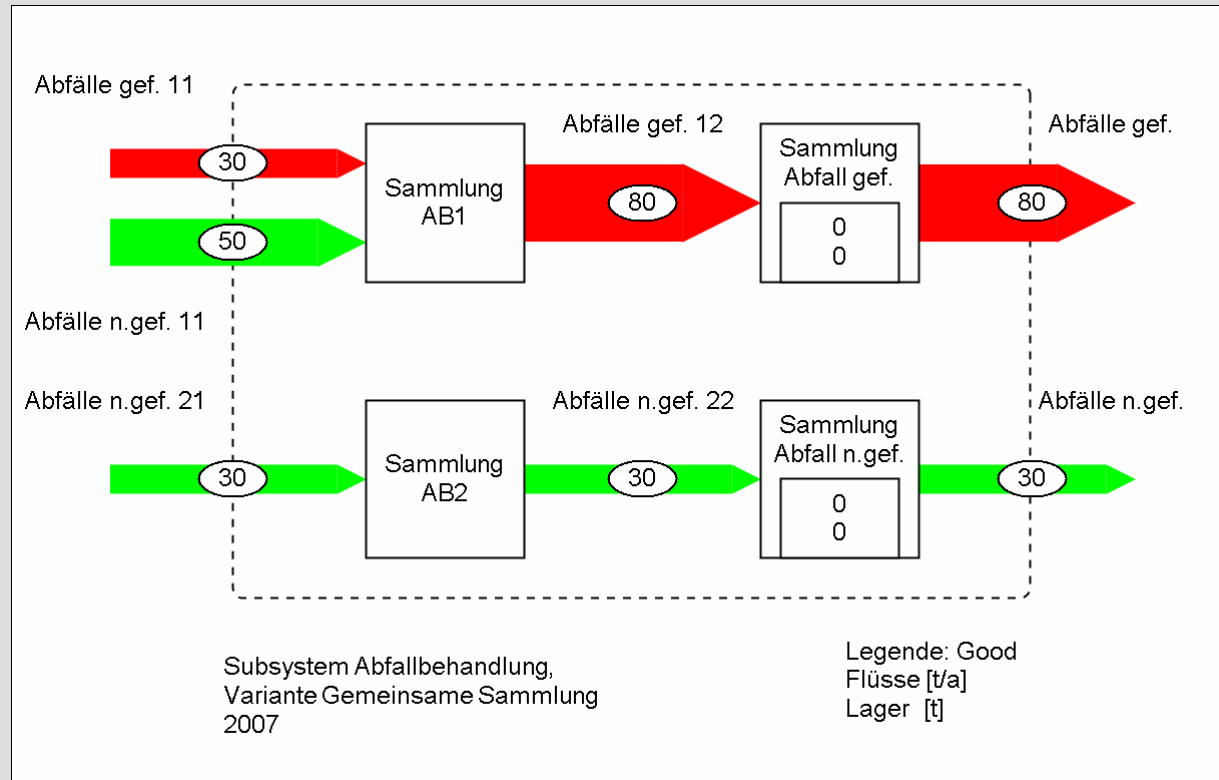 Abfälle gef. 11
Abfälle gef. 12
Abfälle gef.
30
Sammlung
AB1
80
Sammlung
Abfall gef.
0
0
80
50
Abfälle n.gef. 11
Abfälle n.gef. 21
Abfälle n.gef. 22
Abfälle n.gef.
30
Sammlung
AB2
30
Sammlung
Abfall n.gef.
0
0
30
Subsystem Abfallbehandlung,
Variante Gemeinsame Sammlung
2007
Legende: Good
Flüsse [t/a]
Lager [t]